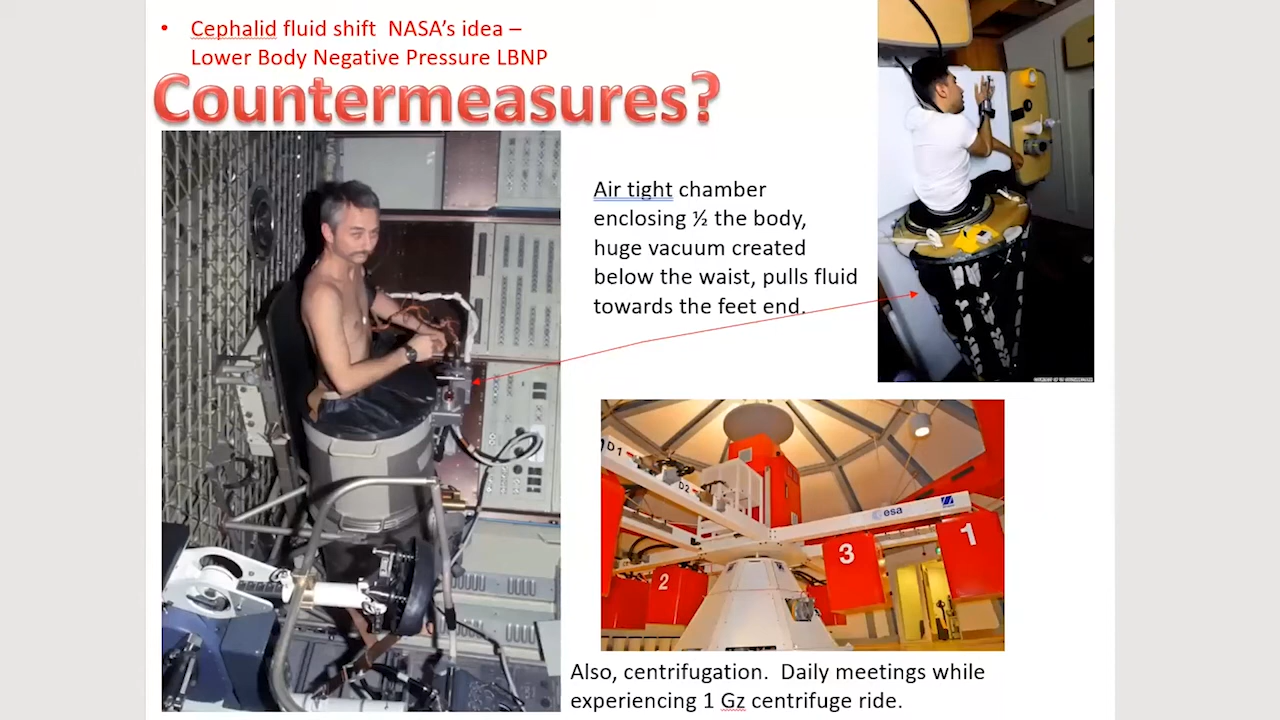 • Cephalid fluid shift  NASA's idea –
Lower Body Negative Pressure LBNP
Countermeasures?
Air tight chamber
enclosing ½ the body,
huge vacuum created
below the waist, pulls fluid
towards the feet end.
D1
D2
esa
1
3
2
Also, centrifugation.  Daily meetings while
experiencing 1 Gz centrifuge ride.